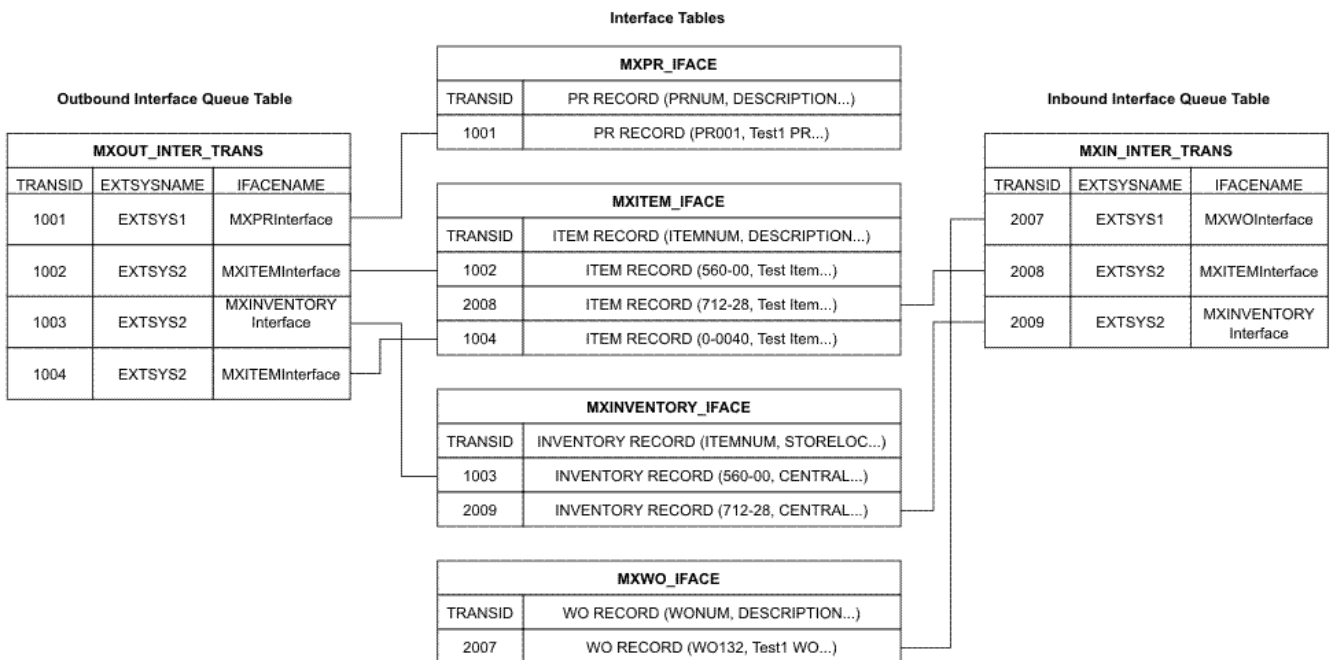 Interface Tables
Outbound Interface Queue Table
MXOUT_INTER_TRANS
TRANSID EXTSYSNAME IFACENAME
1001 EXTSYS1 MXPRInterface
1002 EXTSYS2 MXITEMInterface
1003 EXTSYS2 MXINVENTORY
Interface
1004 EXTSYS2 MXITEMInterface
MXPR_IFACE
TRANSID PR RECORD (PRNUM, DESCRIPTION...)
1001 PR RECORD (PR001, Test1 PR...)
MXITEM_IFACE
TRANSID ITEM RECORD (ITEMNUM, DESCRIPTION...)
1002 ITEM RECORD (560-00, Test Item...)
2008 ITEM RECORD (712-28, Test Item...)
1004 ITEM RECORD (0-0040, Test Item...)
MXINVENTORY_IFACE
TRANSID INVENTORY RECORD (ITEMNUM, STORELOC...)
1003 INVENTORY RECORD (560-00, CENTRAL...)
2009 INVENTORY RECORD (712-28, CENTRAL...)
MXWO_IFACE
TRANSID WO RECORD (WONUM, DESCRIPTION...)
2007 WO RECORD (WO132, Test1 WO...)
Inbound Interface Queue Table
MXIN_INTER_TRANS
TRANSID EXTSYSNAME IFACENAME
2007 EXTSYS1 MXWOInterface
2008 EXTSYS2 MXITEMInterface
2009 EXTSYS2 MXINVENTORY
Interface